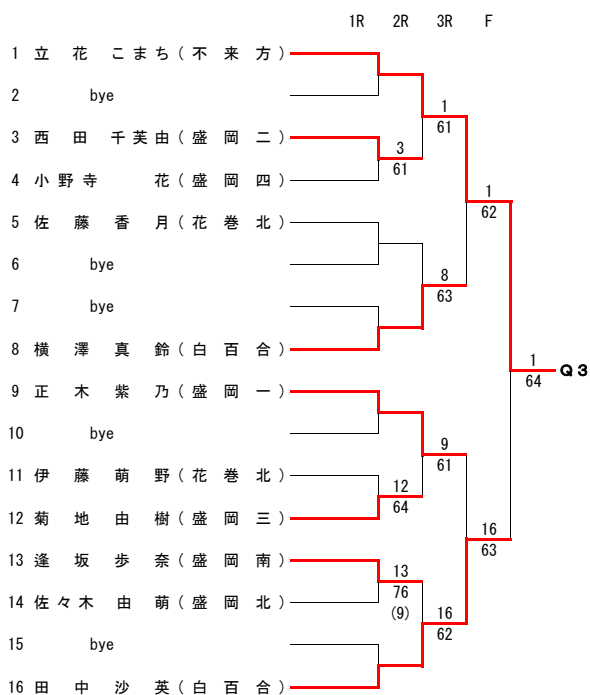 1R 2R 3R F
1 立花 こまち(不来方)
2 bye
1
61
3 西田 千芙由(盛岡二)
3
61
4 小野寺 花(盛岡四)
1
62
5 佐藤 香月(花巻北)
6 bye
8
63
7 bye
8 横澤 真鈴(白百合)
1
64 Q3
9 正木 紫乃(盛岡一)
10 bye
9
61
11 伊藤 萌野(花巻北)
12
64
12 菊地 由樹(盛岡三)
16
63
13 逢坂 歩奈(盛岡南)
13
76
(9)
14 佐々木 由萌(盛岡北)
16
62
15 bye
16 田中 沙英(白百合)